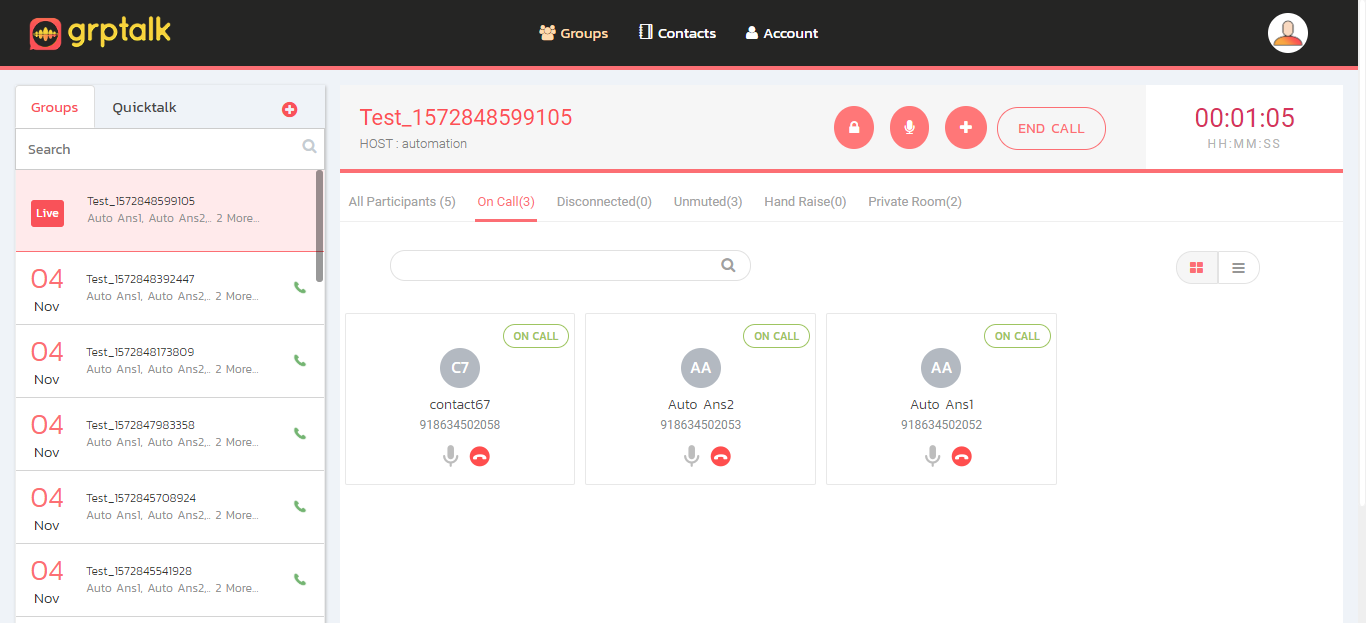 grptalk
Groups Contacts Account
Groups Quicktalk
Search
Live
Test_1572848599105
Auto Ans1, Auto Ans2,.. 2 More...
04
Nov
Test_1572848392447
Auto Ans1, Auto Ans2,.. 2 More...
04
Nov
Test_1572848173809
Auto Ans1, Auto Ans2,.. 2 More...
04
Nov
Test_1572847983358
Auto Ans1, Auto Ans2,.. 2 More...
04
Nov
Test_1572845708924
Auto Ans1, Auto Ans2,.. 2 More...
04
Nov
Test_1572845541928
Auto Ans1, Auto Ans2,.. 2 More...
Test_1572848599105
HOST : automation
END CALL
00:01:05
HH:MM:SS
All Participants (5) On Call(3) Disconnected(0) Unmuted(3) Hand Raise(0) Private Room(2)
ON CALL
C7
contact67
918634502058
ON CALL
AA
Auto Ans2
918634502053
ON CALL
AA
Auto Ans1
918634502052